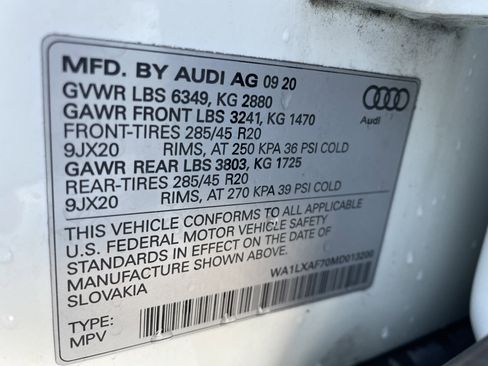 MFD. BY AUDI AG 09 20
GVWR LBS 6349, KG 2880
GAWR FRONT LBS 3241, KG 1470
FRONT-TIRES 285/45 R20
9JX20 RIMS, AT 250 KPA 36 PSI COLD
GAWR REAR LBS 3803, KG 1725
REAR-TIRES 285/45 R20
9JX20 RIMS, AT 270 KPA 39 PSI COLD
Audi
THIS VEHICLE CONFORMS TO ALL APPLICABLE
U.S. FEDERAL MOTOR VEHICLE SAFETY
STANDARDS IN EFFECT ON THE DATE OF
MANUFACTURE SHOWN ABOVE.
SLOVAKIA
WA1LXAF70MD013200
TYPE:
MPV